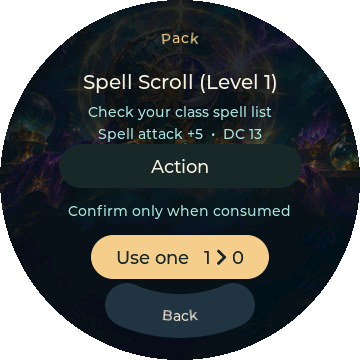 Pack
Spell Scroll (Level 1)
Check your class spell list
Spell attack +5 • DC 13
Action
Confirm only when consumed
Use one 1 > 0
Back